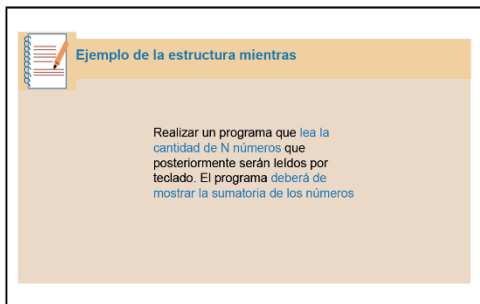 Ejemplo de la estructura mientras
Realizar un programa que lea la
cantidad de N números que
posteriormente serán leídos por
teclado. El programa deberá de
mostrar la sumatoria de los números